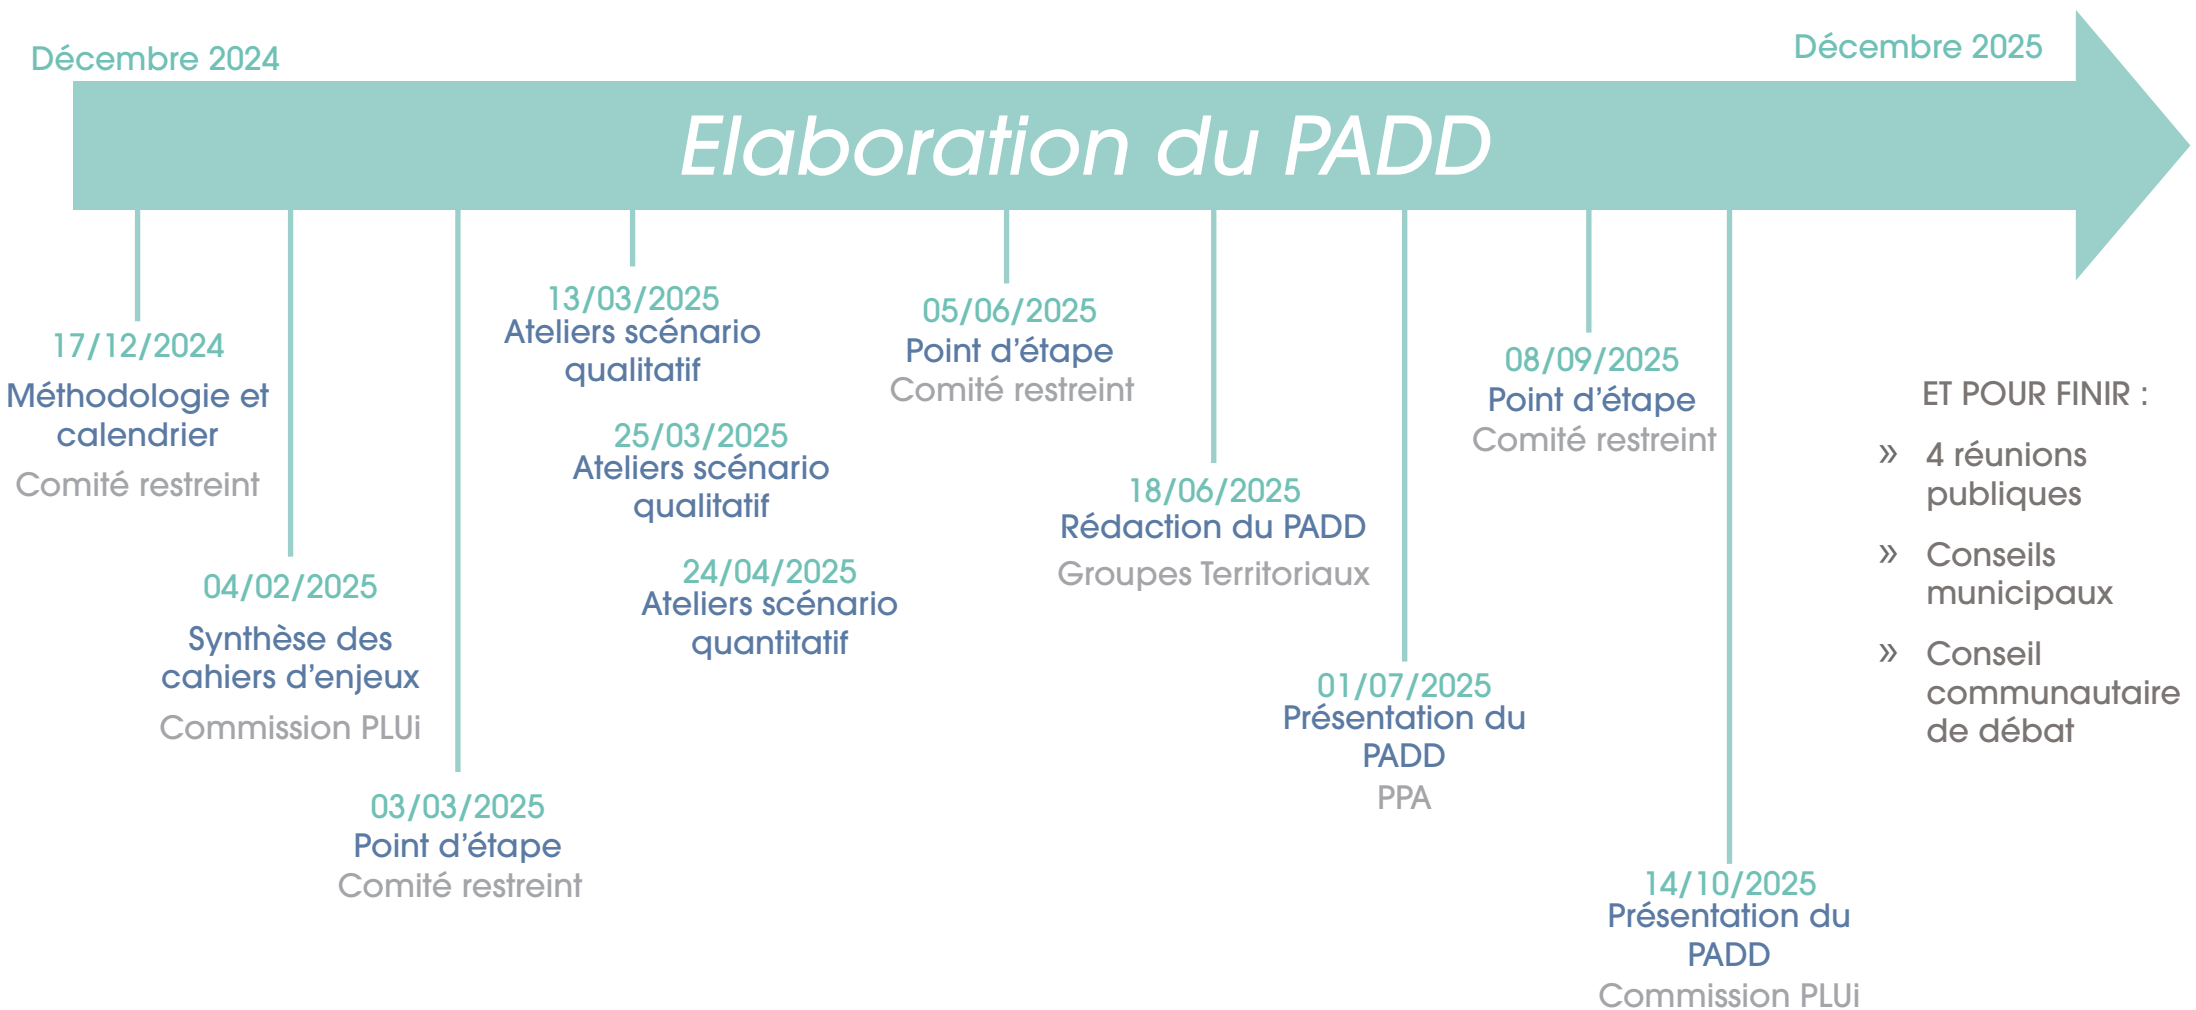 Décembre 2024
Décembre 2025
Elaboration du PADD
17/12/2024
Méthodologie et
calendrier
Comité restreint
04/02/2025
Synthèse des
cahiers d'enjeux
Commission PLUi
03/03/2025
Point d'étape
Comité restreint
13/03/2025
Ateliers scénario
qualitatif
25/03/2025
Ateliers scénario
qualitatif
24/04/2025
Ateliers scénario
quantitatif
05/06/2025
Point d'étape
Comité restreint
18/06/2025
Rédaction du PADD
Groupes Territoriaux
01/07/2025
Présentation du
PADD
PPA
08/09/2025
Point d'étape
Comité restreint
14/10/2025
Présentation du
PADD
Commission PLUi
ET POUR FINIR :
» 4 réunions
publiques
» Conseils
municipaux
» Conseil
communautaire
de débat